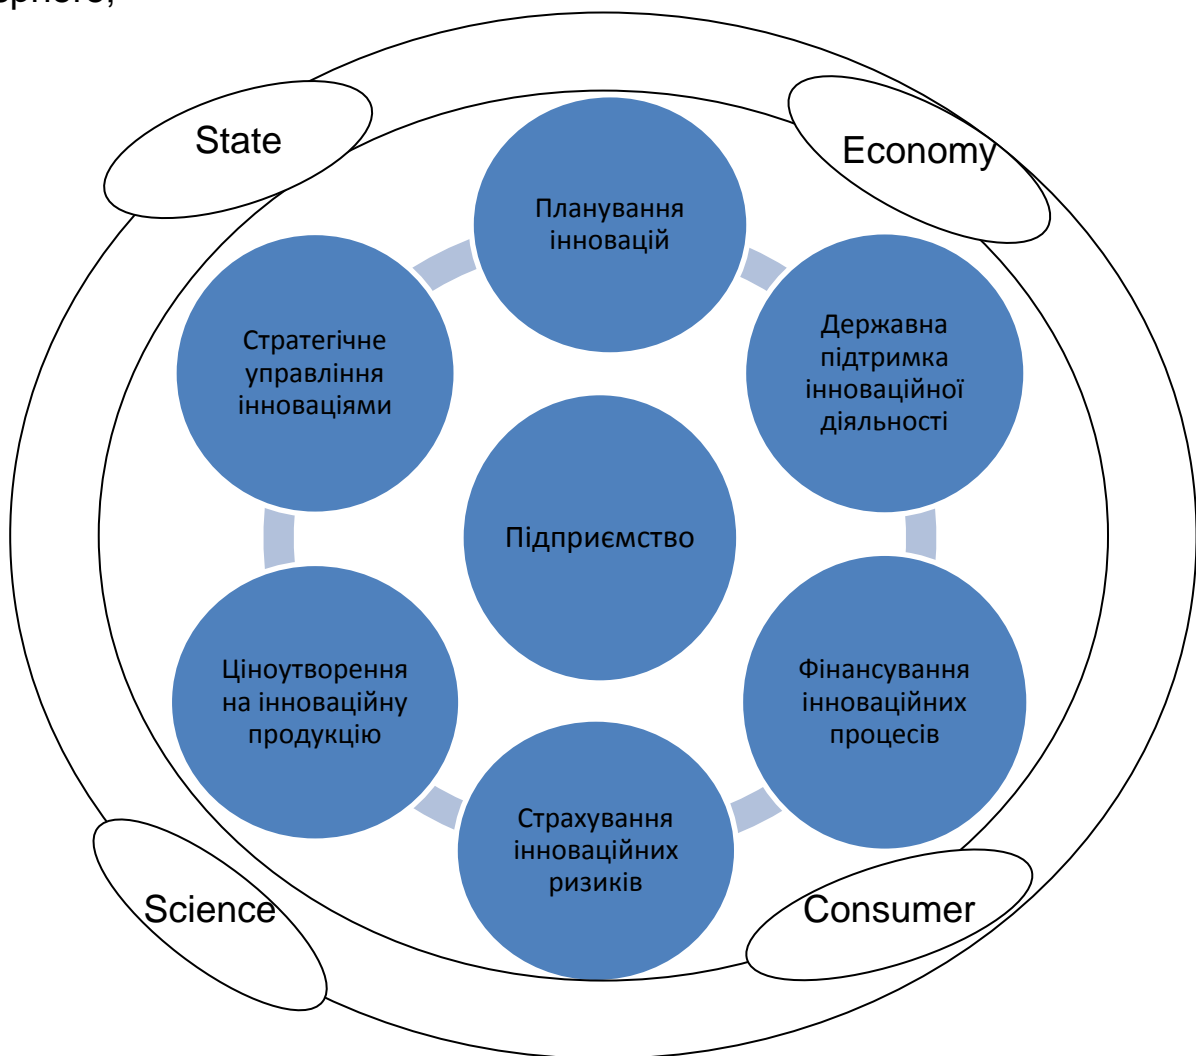 State
Economy
Планування
інновацій
Стратегічне
управління
інноваціями
Державна
підтримка
інноваційної
діяльності
Підприємство
Ціноутворення
на інноваційну
продукцію
Фінансування
інноваційних
процесів
Страхування
інноваційних
ризиків
Science
Consumer